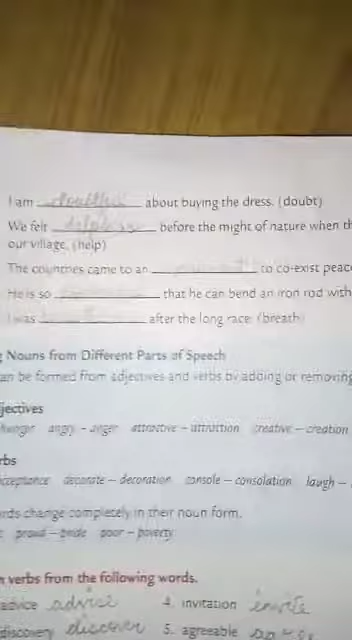 I am doubtful about buying the dress. (doubt)
We felt helpless before the might of nature when th
our village. (help)
The countries came to an to co-exist peac
He is so that he can bend an iron rod with
I was after the long race. (breath)
g Nouns from Different Parts of Speech
an be formed from adjectives and verbs by adding or removing
jectives
hunger angry – anger attractive – attraction creative – creation
rbs
acceptance decorate – decoration console – consolation laugh –
rds change completely in their noun form.
proud – pride poor – poverty
n verbs from the following words.
advice advice 4. invitation invite
discovery discover 5. agreeable